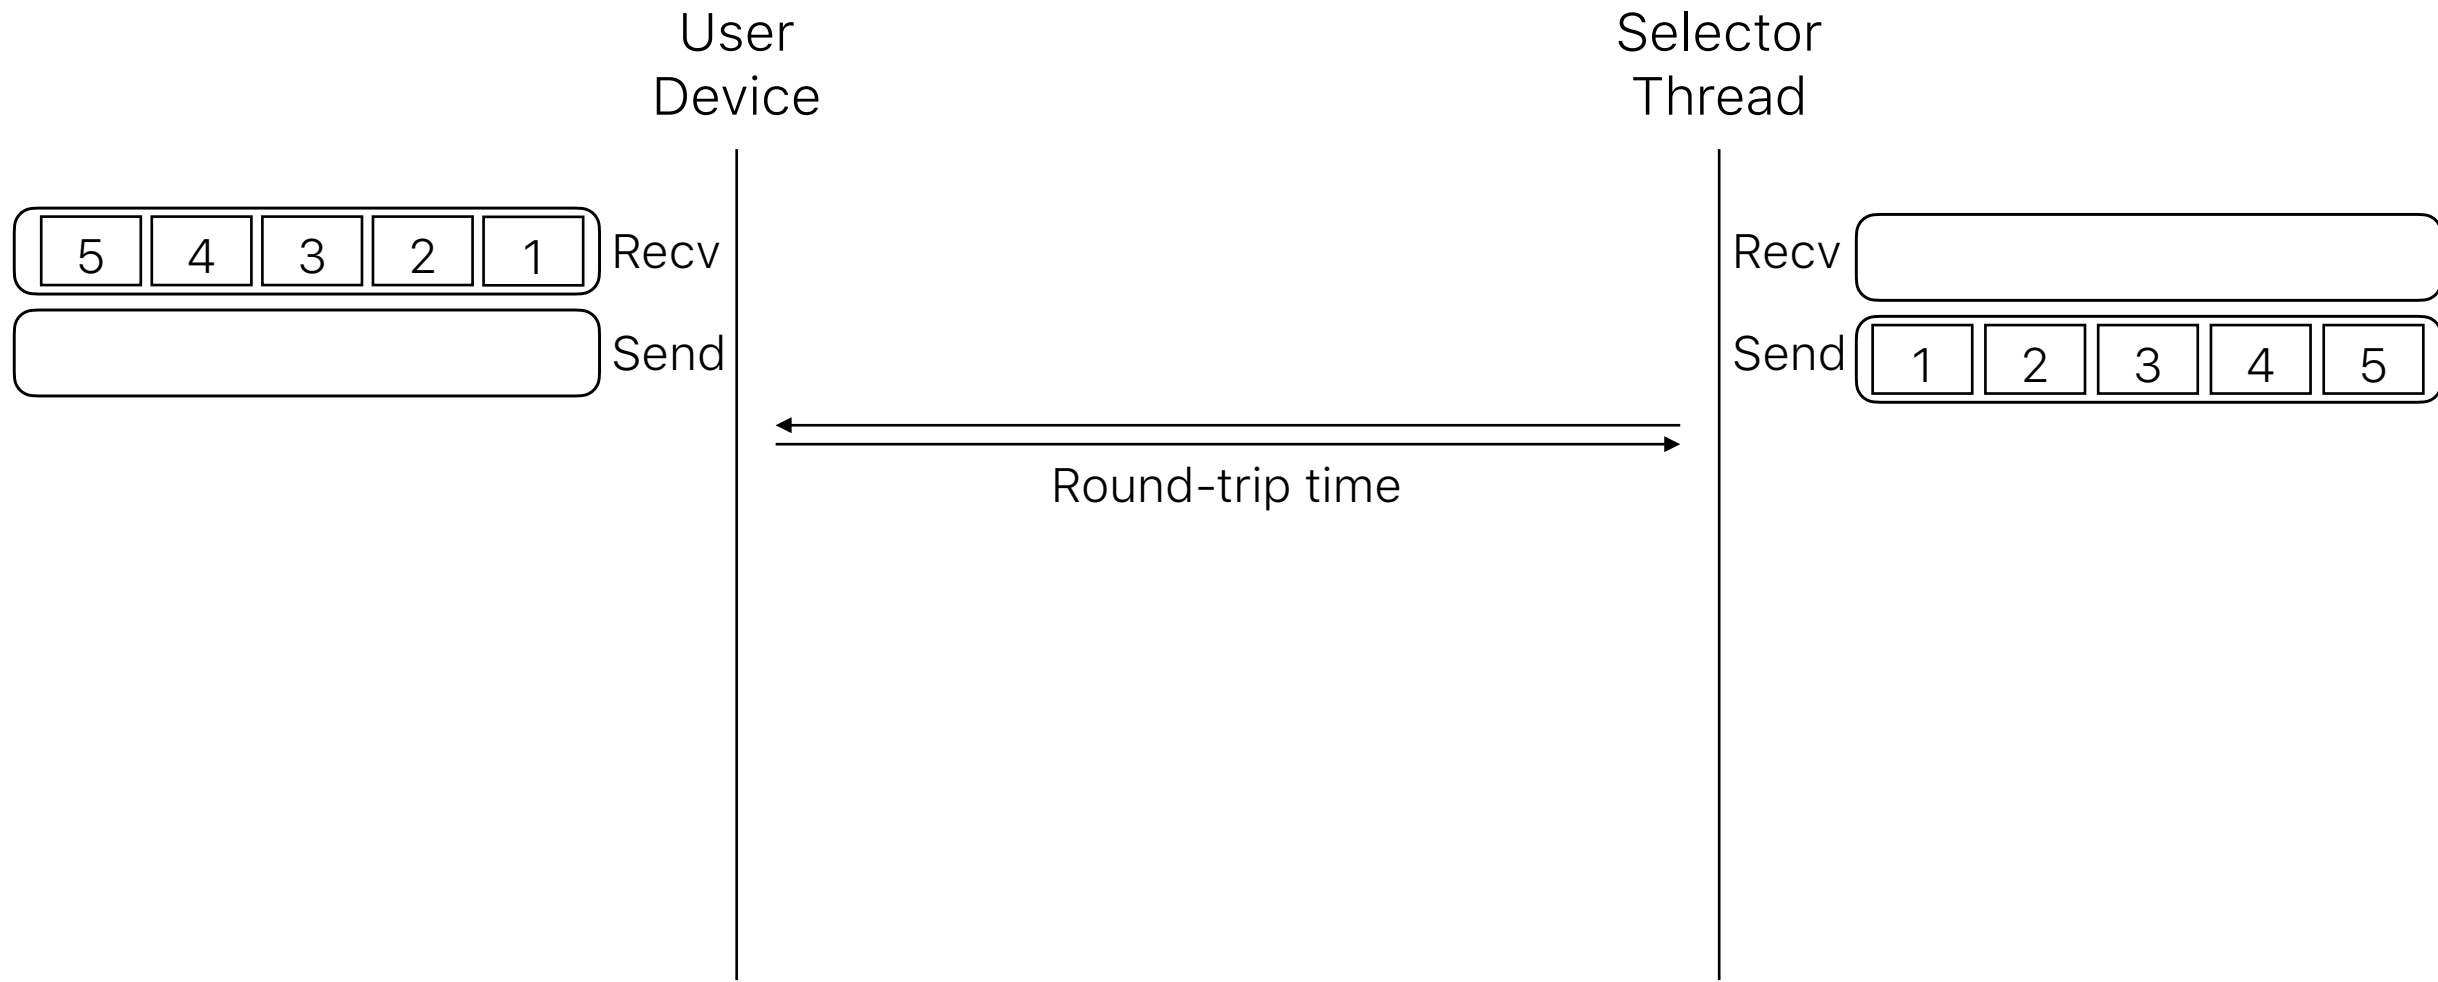 User
Device
Selector
Thread
5 4 3 2 1 Recv
Recv
Send
Send 1 2 3 4 5
Round-trip time